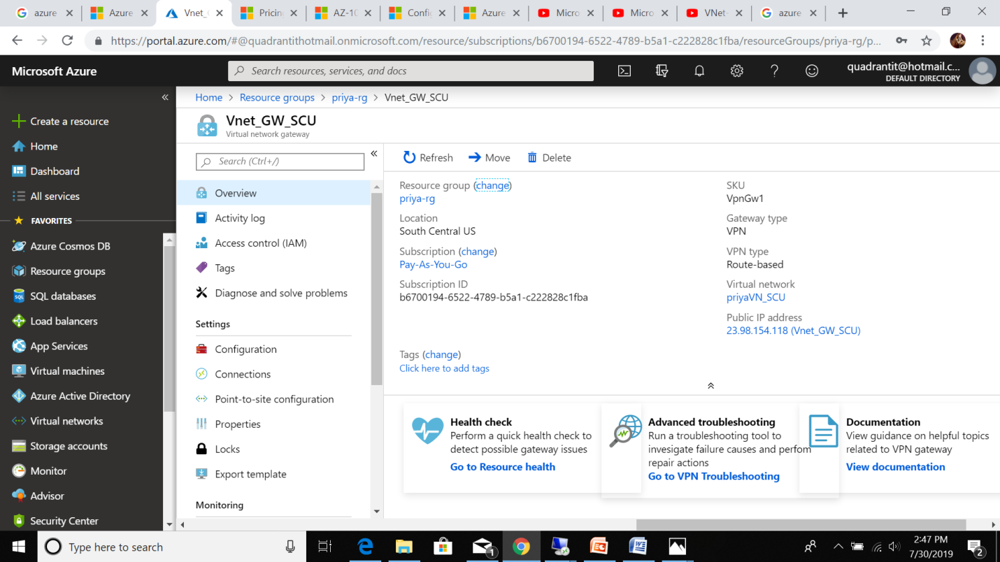 azure
Azure
Vnet_G
Pricin
AZ-10
Config
Azure
Micro
Micro
VNet-
azure
https://portal.azure.com/#@quadrantithotmail.onmicrosoft.com/resource/subscriptions/b6700194-6522-4789-b5a1-c222828c1fba/resourceGroups/priya-rg/p...
Microsoft Azure
Search resources, services, and docs
quadrantit@hotmail.c...
DEFAULT DIRECTORY
Create a resource
Home
Dashboard
All services
FAVORITES
Azure Cosmos DB
Resource groups
SQL databases
Load balancers
App Services
Virtual machines
Azure Active Directory
Virtual networks
Storage accounts
Monitor
Advisor
Security Center
Home > Resource groups > priya-rg > Vnet_GW_SCU
Vnet_GW_SCU
Virtual network gateway
Search (Ctrl+/)
Overview
Activity log
Access control (IAM)
Tags
Diagnose and solve problems
Settings
Configuration
Connections
Point-to-site configuration
Properties
Locks
Export template
Monitoring
Refresh Move Delete
Resource group (change)
priya-rg
Location
South Central US
Subscription (change)
Pay-As-You-Go
Subscription ID
b6700194-6522-4789-b5a1-c222828c1fba
Tags (change)
Click here to add tags
SKU
VpnGw1
Gateway type
VPN
VPN type
Route-based
Virtual network
priyaVN_SCU
Public IP address
23.98.154.118 (Vnet_GW_SCU)
Health check
Perform a quick health check to
detect possible gateway issues
Go to Resource health
Advanced troubleshooting
Run a troubleshooting tool to
invesigate failure causes and perfom
repair actions
Go to VPN Troubleshooting
Documentation
View guidance on helpful topics
related to VPN gateway
View documentation
Type here to search
1
2:47 PM
7/30/2019
2